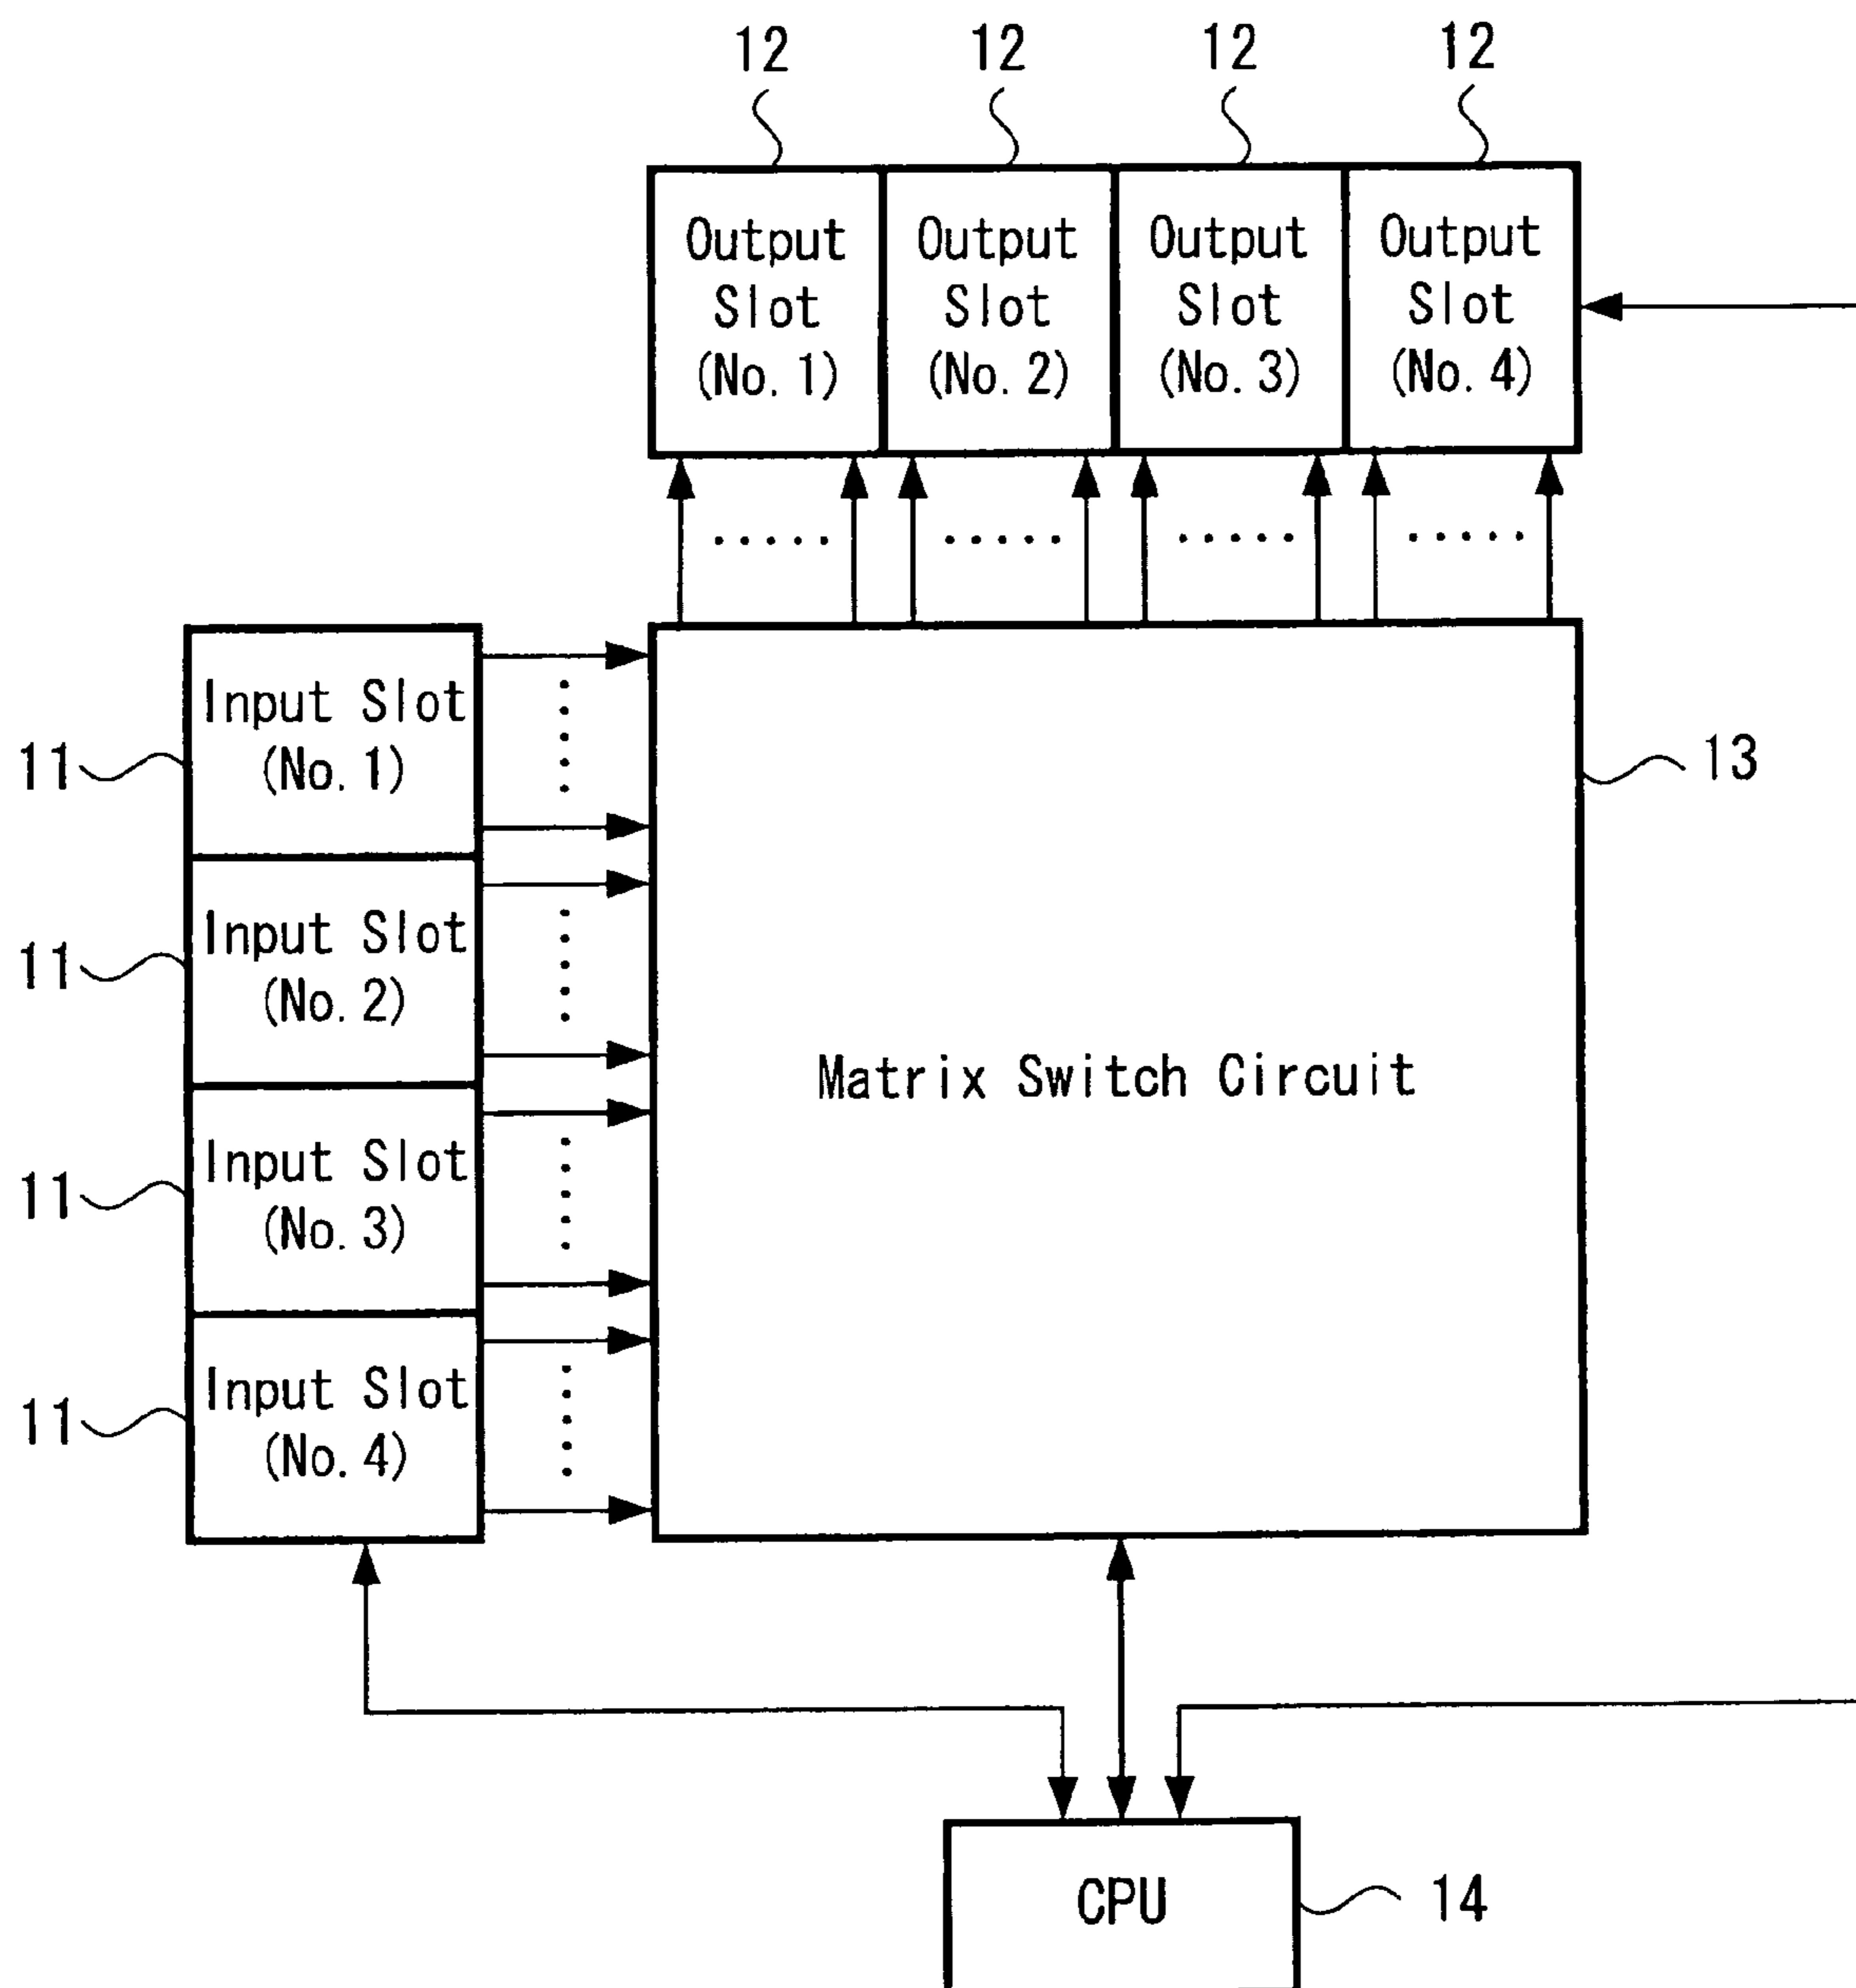 12 12 12 12
Output Slot (No. 1)
Output Slot (No. 2)
Output Slot (No. 3)
Output Slot (No. 4)
11
Input Slot
(No. 1)
13
11
Input Slot
(No. 2)
Matrix Switch Circuit
11
Input Slot
(No. 3)
11
Input Slot
(No. 4)
CPU
14